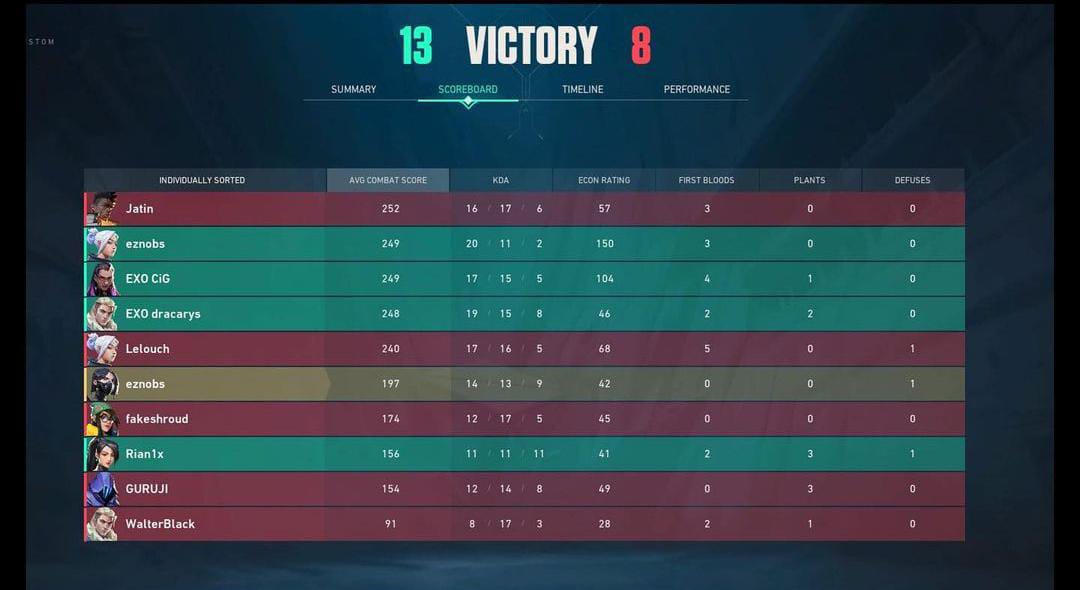 13 VICTORY 8
STOM
SUMMARY SCOREBOARD TIMELINE PERFORMANCE
INDIVIDUALLY SORTED AVG COMBAT SCORE KDA ECON RATING FIRST BLOODS PLANTS DEFUSES
Jatin 252 16 / 17 / 6 57 3 0 0
eznobs 249 20 / 11 / 2 150 3 0 0
EXO CiG 249 17 / 15 / 5 104 4 1 0
EXO dracarys 248 19 / 15 / 8 46 2 2 0
Lelouch 240 17 / 16 / 5 68 5 0 1
eznobs 197 14 / 13 / 9 42 0 0 1
fakeshroud 174 12 / 17 / 5 45 0 0 0
Rian1x 156 11 / 11 / 11 41 2 3 1
GURUJI 154 12 / 14 / 8 49 0 3 0
WalterBlack 91 8 / 17 / 3 28 2 1 0